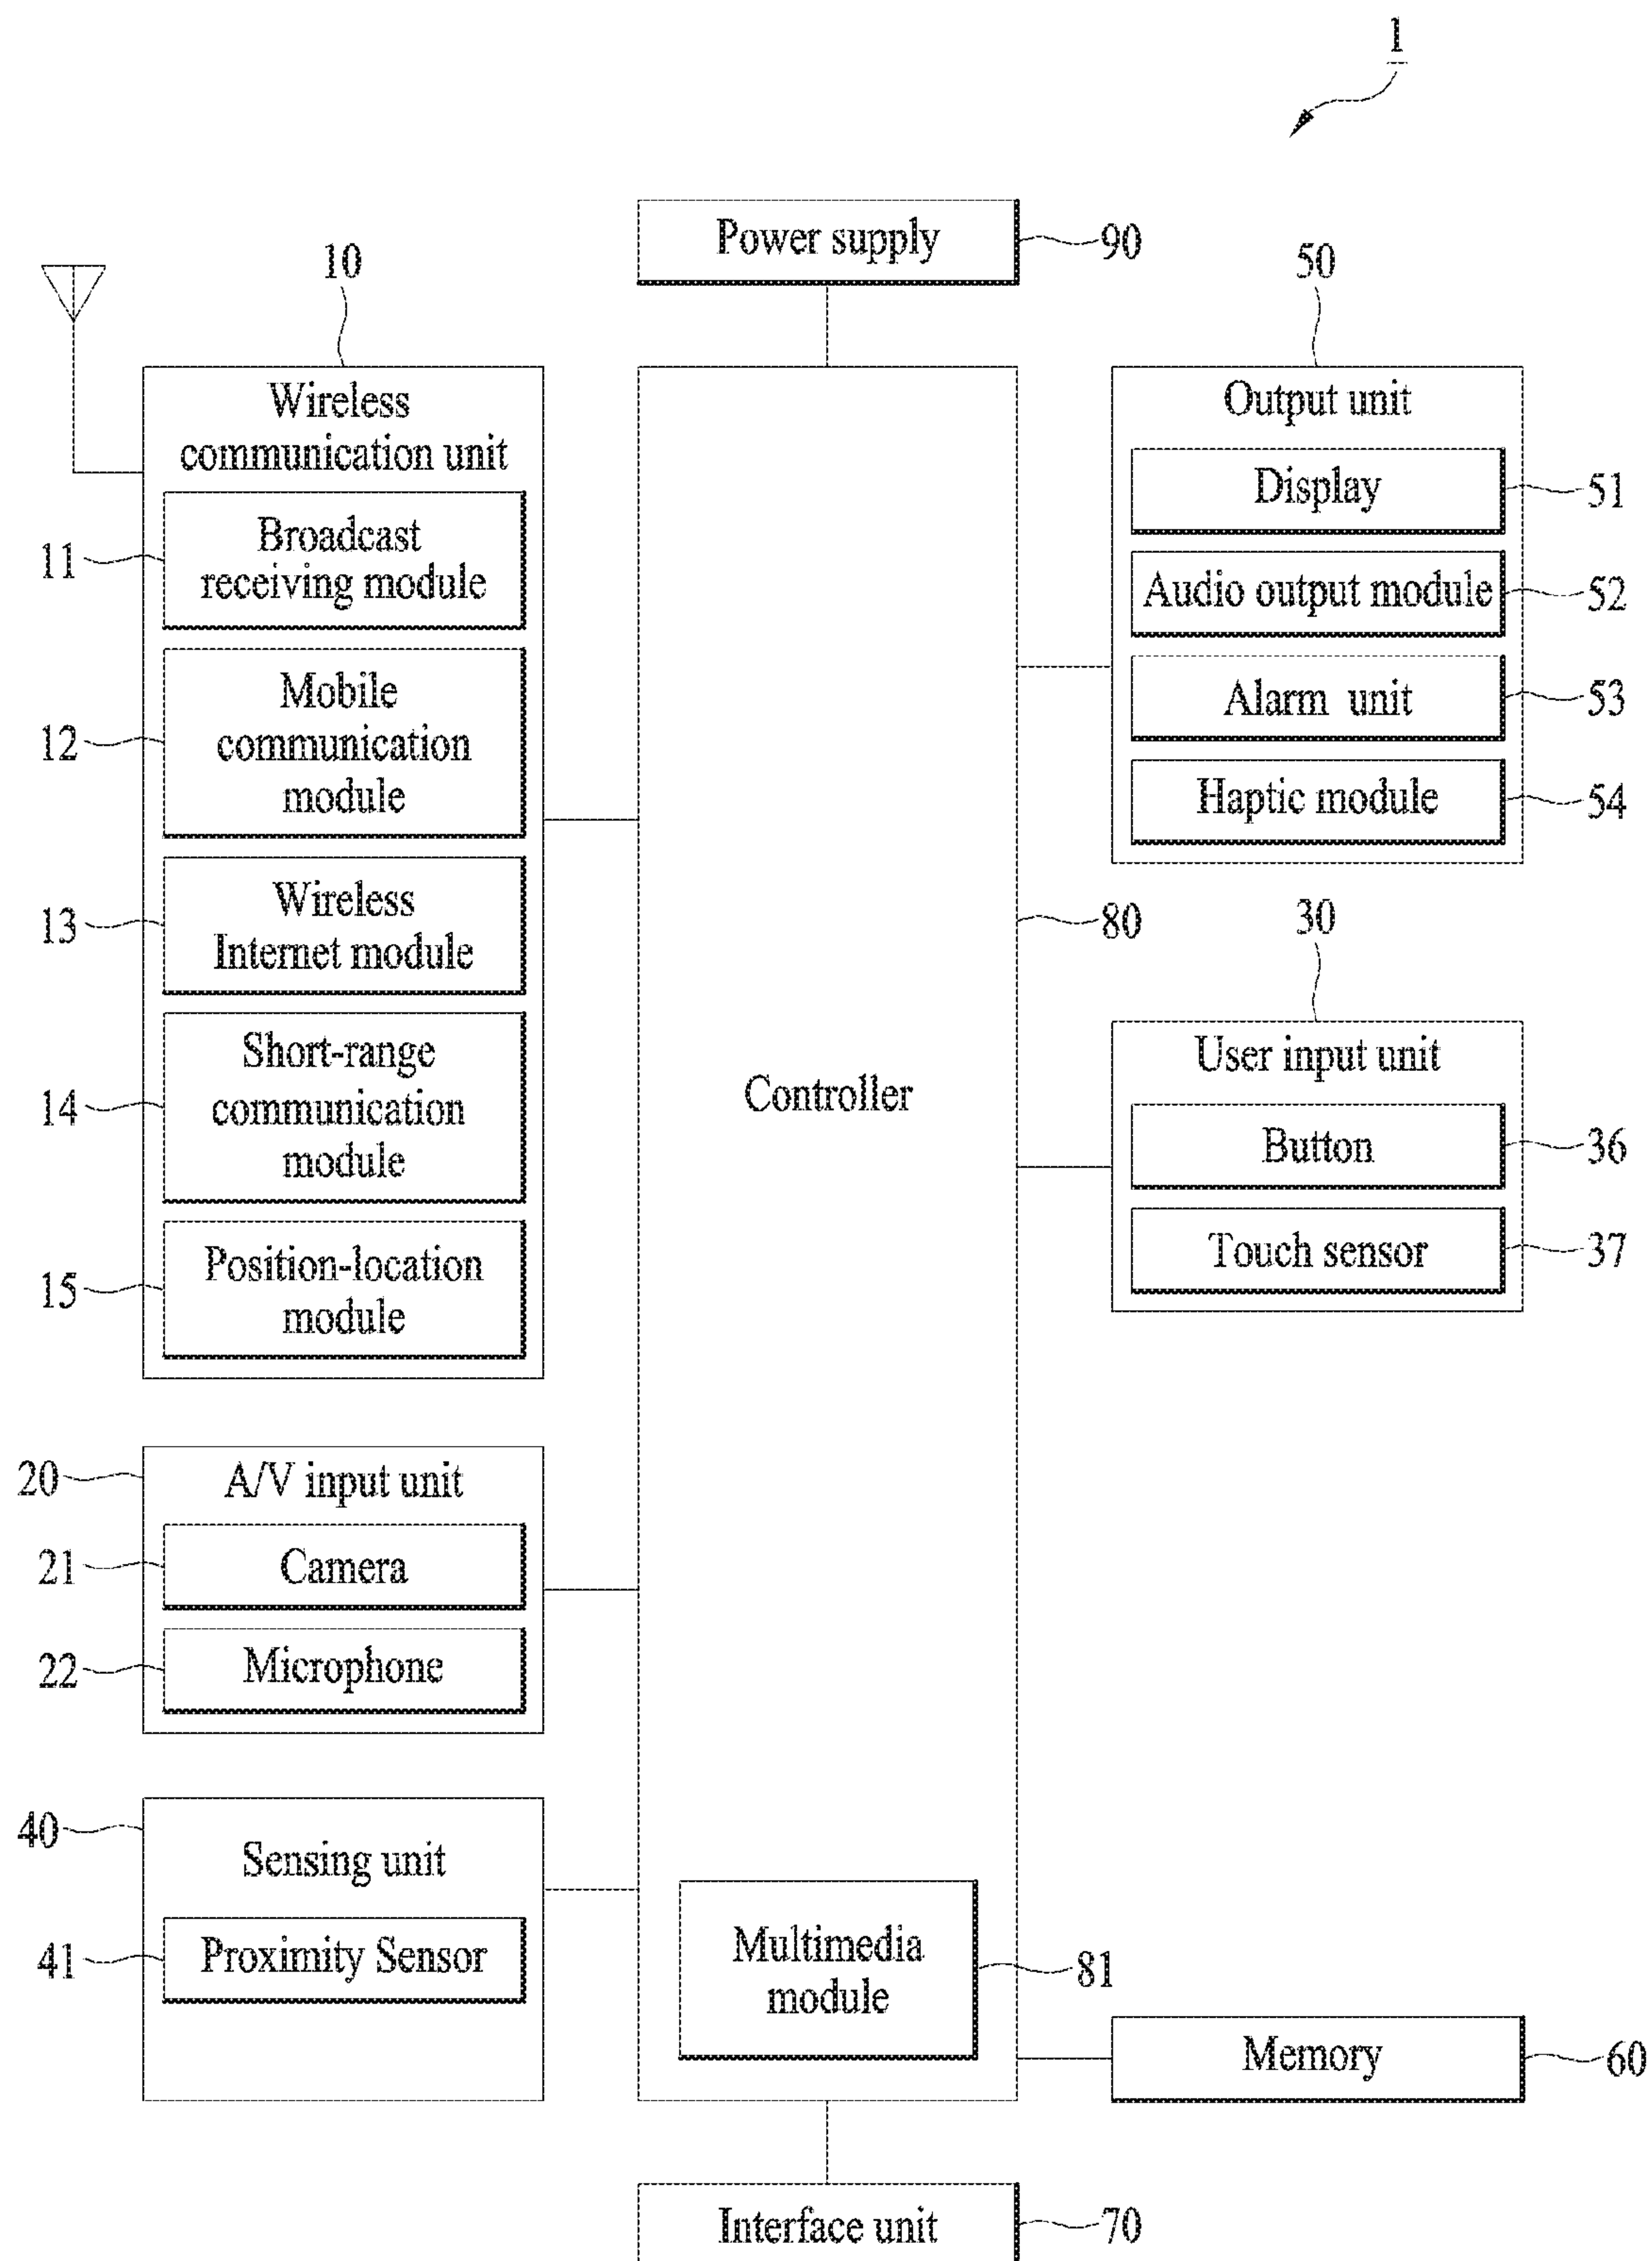 1
Power supply
90
10
Wireless
communication unit
11
Broadcast
receiving module
12
Mobile
communication
module
13
Wireless
Internet module
14
Short-range
communication
module
15
Position-location
module
20
A/V input unit
21
Camera
22
Microphone
40
Sensing unit
41
Proximity Sensor
Controller
80
Multimedia
module
81
50
Output unit
Display
51
Audio output module
52
Alarm unit
53
Haptic module
54
30
User input unit
Button
36
Touch sensor
37
Memory
60
Interface unit
70